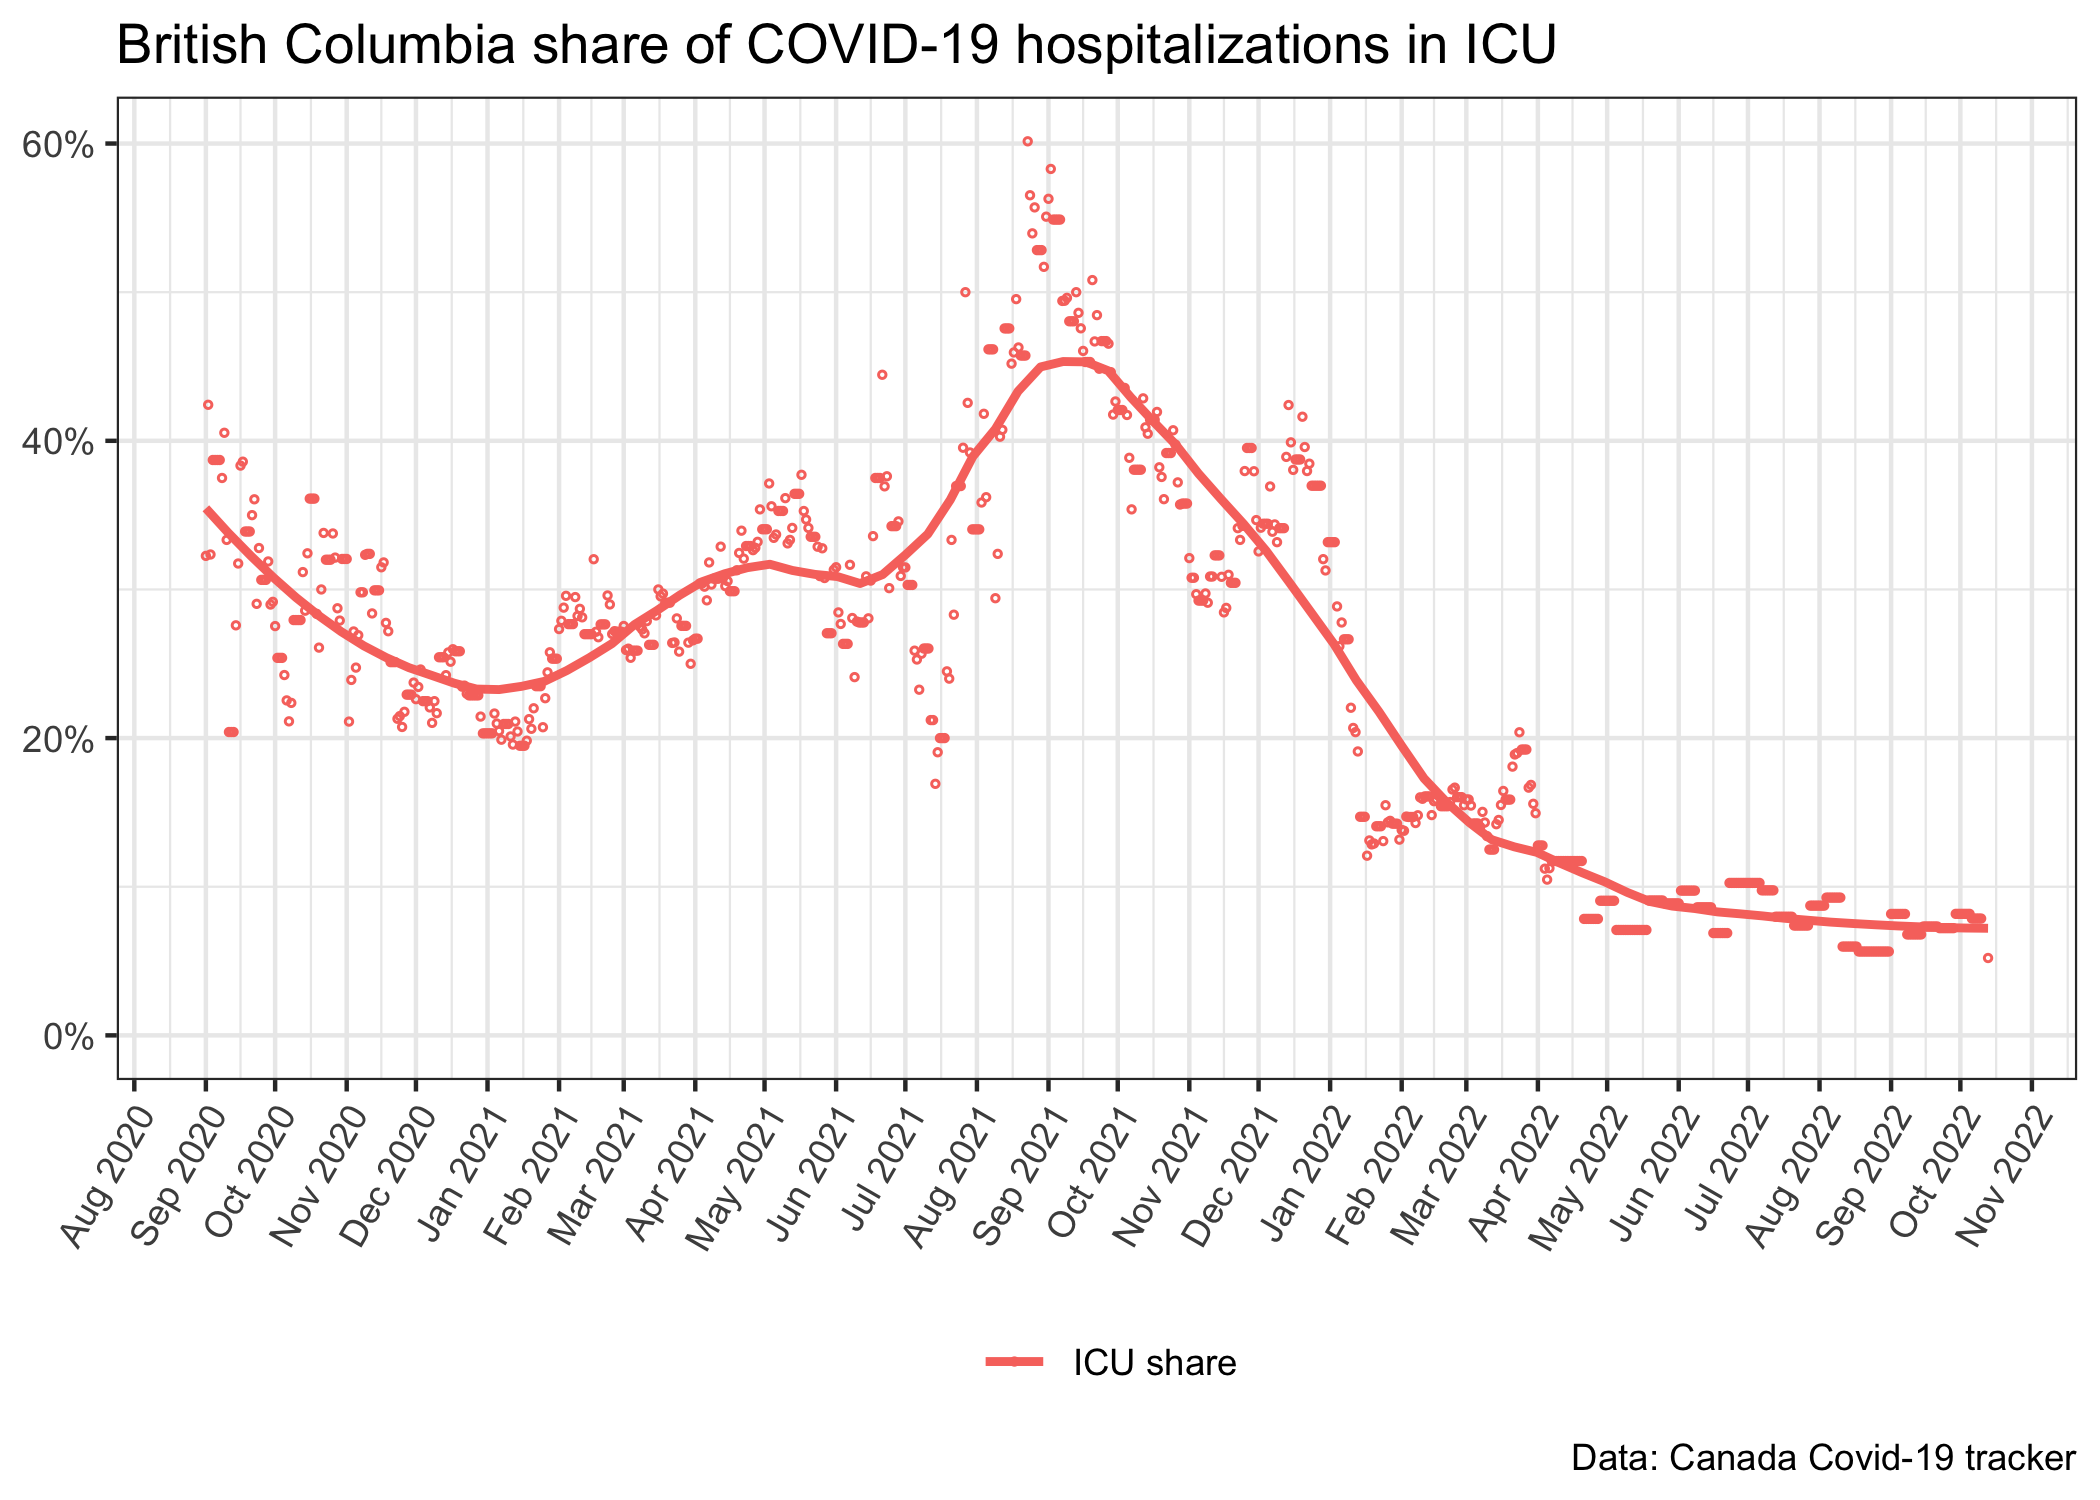 British Columbia share of COVID-19 hospitalizations in ICU
60%
40%
20%
0%
Aug 2020
Sep 2020
Oct 2020
Nov 2020
Dec 2020
Jan 2021
Feb 2021
Mar 2021
Apr 2021
May 2021
Jun 2021
Jul 2021
Aug 2021
Sep 2021
Oct 2021
Nov 2021
Dec 2021
Jan 2022
Feb 2022
Mar 2022
Apr 2022
May 2022
Jun 2022
Jul 2022
Aug 2022
Sep 2022
Oct 2022
Nov 2022
ICU share
Data: Canada Covid-19 tracker